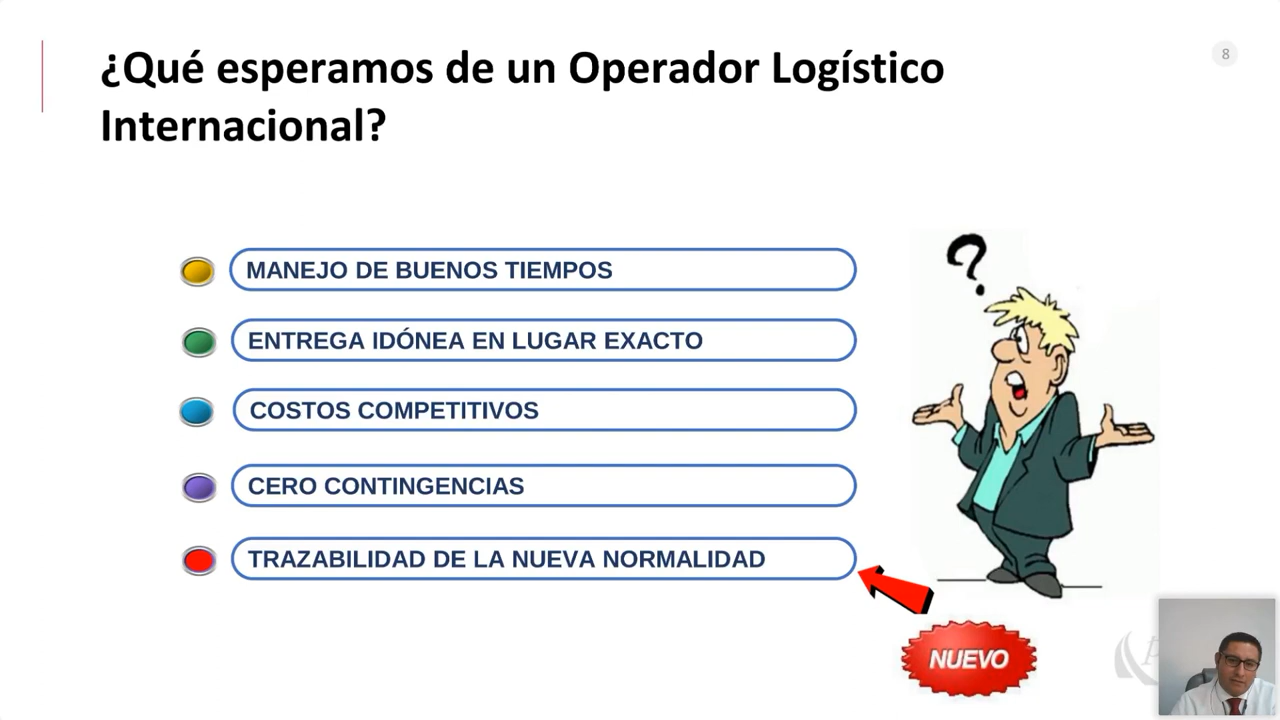 ¿Qué esperamos de un Operador Logístico
Internacional?
8
MANEJO DE BUENOS TIEMPOS
ENTREGA IDÓNEA EN LUGAR EXACTO
COSTOS COMPETITIVOS
CERO CONTINGENCIAS
TRAZABILIDAD DE LA NUEVA NORMALIDAD
?
NUEVO